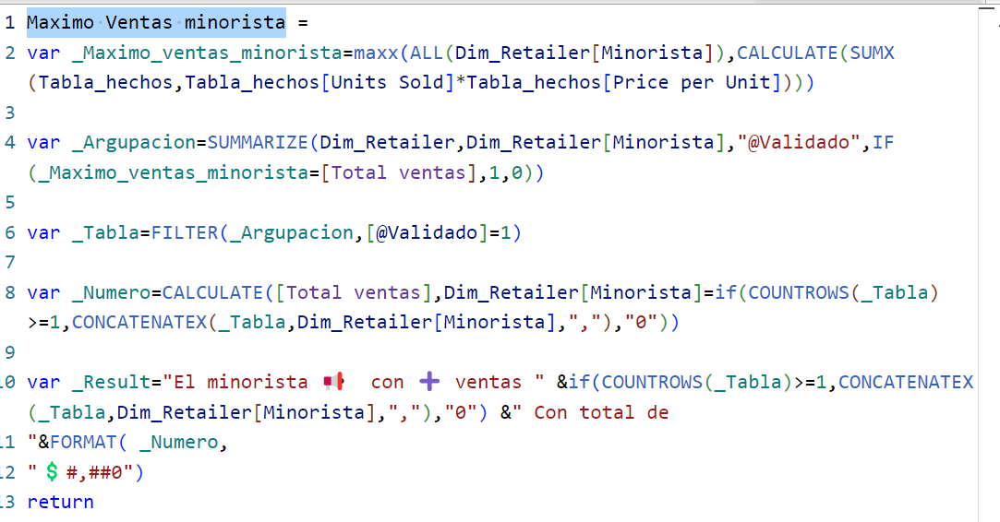 1 Maximo Ventas minorista =
2 var _Maximo_ventas_minorista=maxx(ALL(Dim_Retailer[Minorista]),CALCULATE(SUMX
(Tabla_hechos,Tabla_hechos[Units Sold]*Tabla_hechos[Price per Unit])))
3
4 var _Argupacion=SUMMARIZE(Dim_Retailer,Dim_Retailer[Minorista],"@Validado",IF
(_Maximo_ventas_minorista=[Total ventas],1,0))
5
6 var _Tabla=FILTER(_Argupacion,[@Validado]=1)
7
8 var _Numero=CALCULATE([Total ventas],Dim_Retailer[Minorista]=if(COUNTROWS(_Tabla)
>=1,CONCATENATEX(_Tabla,Dim_Retailer[Minorista],","),"0"))
9
10 var _Result="El minorista 📢  con ➕ ventas " &if(COUNTROWS(_Tabla)>=1,CONCATENATEX
(_Tabla,Dim_Retailer[Minorista],","),"0") &" Con total de
11 "&FORMAT( _Numero,
12 "💲#,##0")
13 return